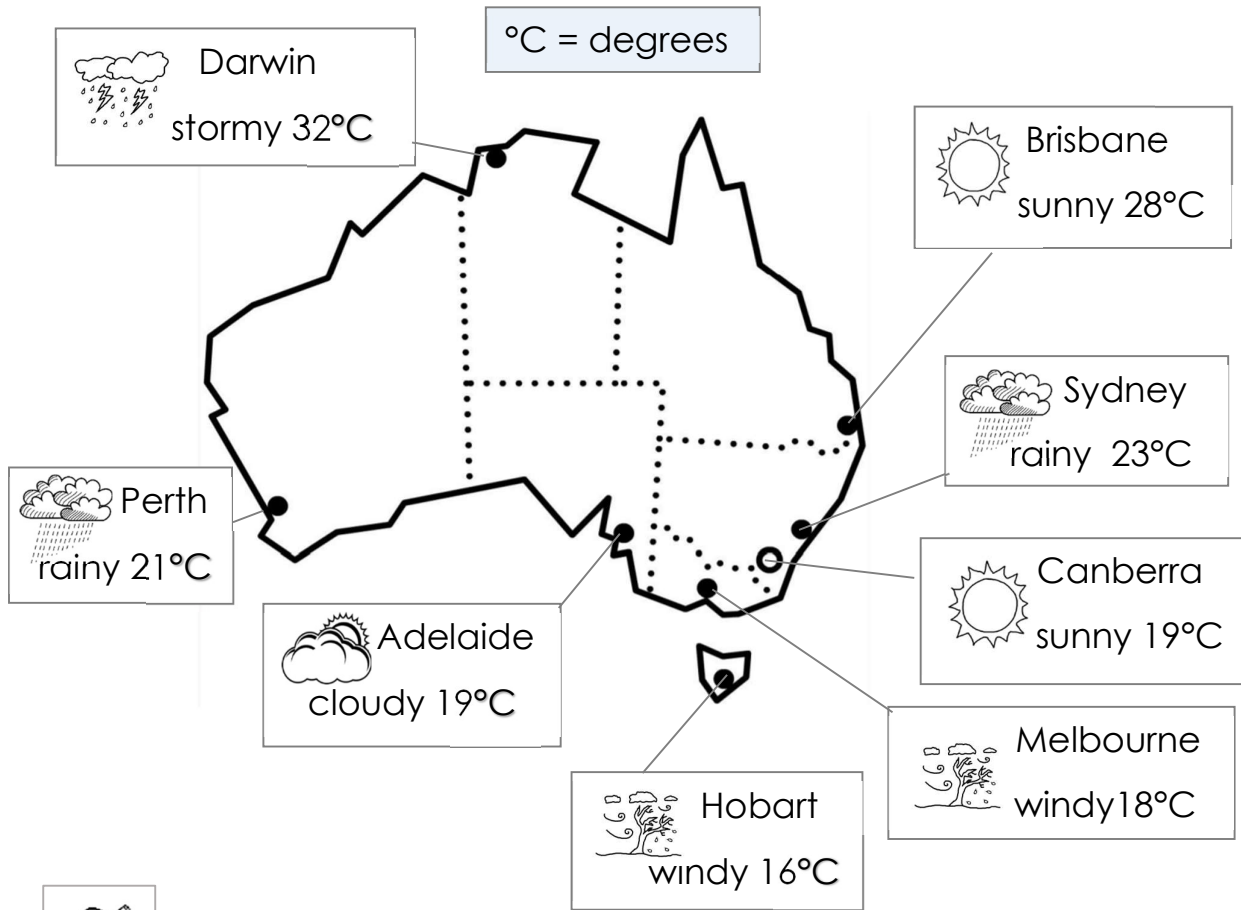 °C = degrees
Darwin
stormy 32°C
Brisbane
sunny 28°C
Sydney
rainy 23°C
Perth
rainy 21°C
Canberra
sunny 19°C
Adelaide
cloudy 19°C
Melbourne
windy18°C
Hobart
windy 16°C